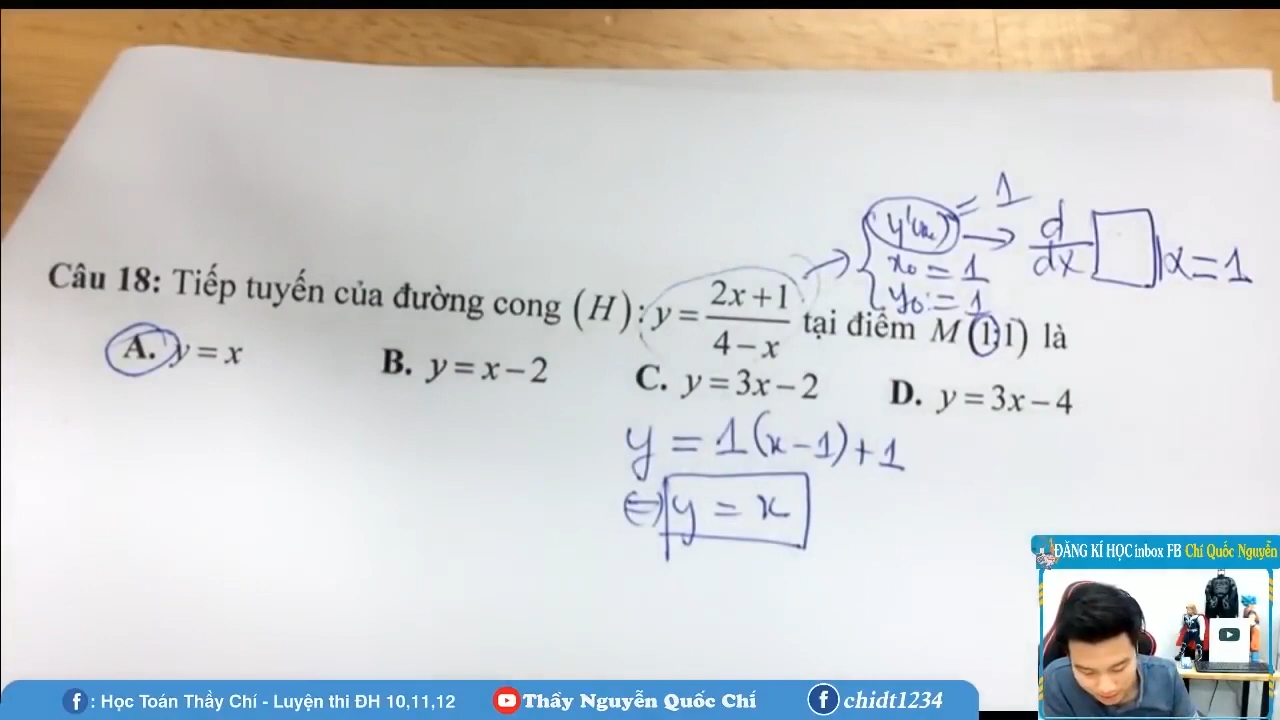 y'(x₀) = 1
→ d/dx □ | x = 1
x₀ = 1
y₀ = 1
Câu 18: Tiếp tuyến của đường cong (H): y = (2x+1)/(4−x) tại điểm M(1;1) là
A. y = x B. y = x − 2 C. y = 3x − 2 D. y = 3x − 4
y = 1(x−1)+1
⇔ y = x
ĐĂNG KÍ HỌC inbox FB Chí Quốc Nguyễn
: Học Toán Thầy Chí - Luyện thi ĐH 10,11,12 Thầy Nguyễn Quốc Chí chidt1234